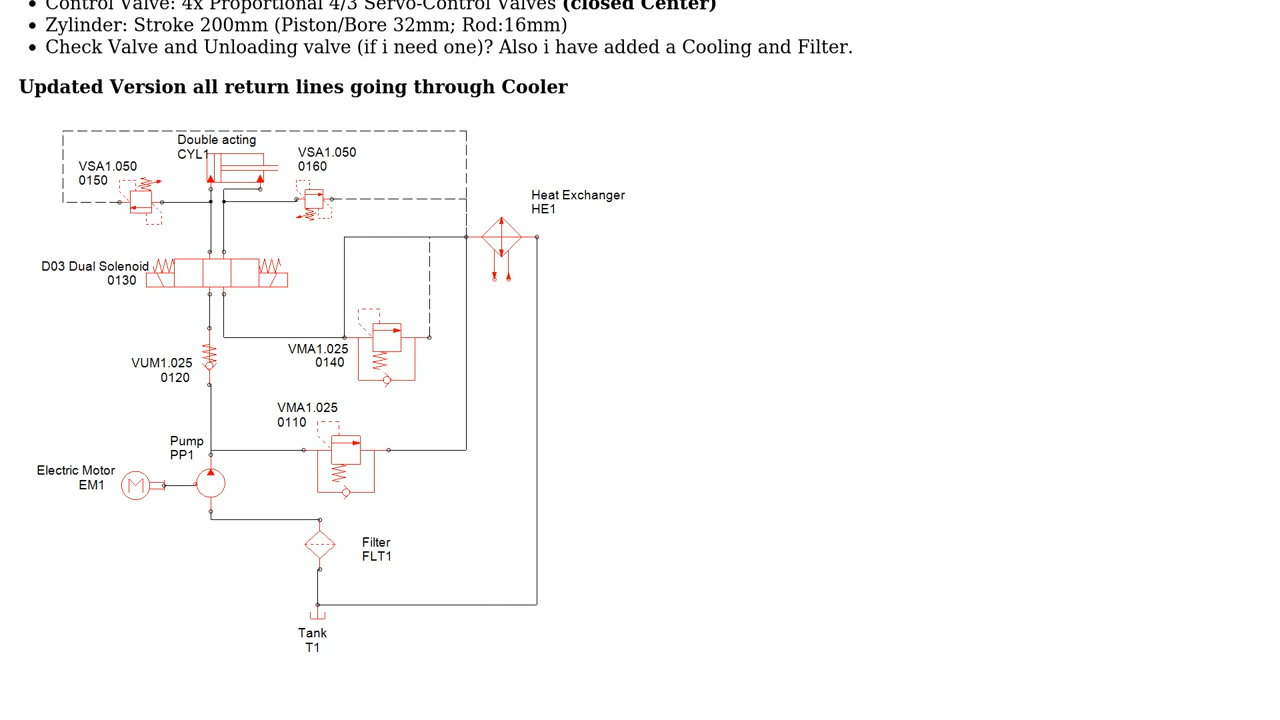 • Control Valve: 4x Proportional 4/3 Servo-Control Valves (closed Center)
• Zylinder: Stroke 200mm (Piston/Bore 32mm; Rod:16mm)
• Check Valve and Unloading valve (if i need one)? Also i have added a Cooling and Filter.
Updated Version all return lines going through Cooler
Double acting
CYL1
VSA1.050
0150
VSA1.050
0160
Heat Exchanger
HE1
D03 Dual Solenoid
0130
VMA1.025
0140
VUM1.025
0120
VMA1.025
0110
Pump
PP1
Electric Motor
EM1
M
Filter
FLT1
Tank
T1